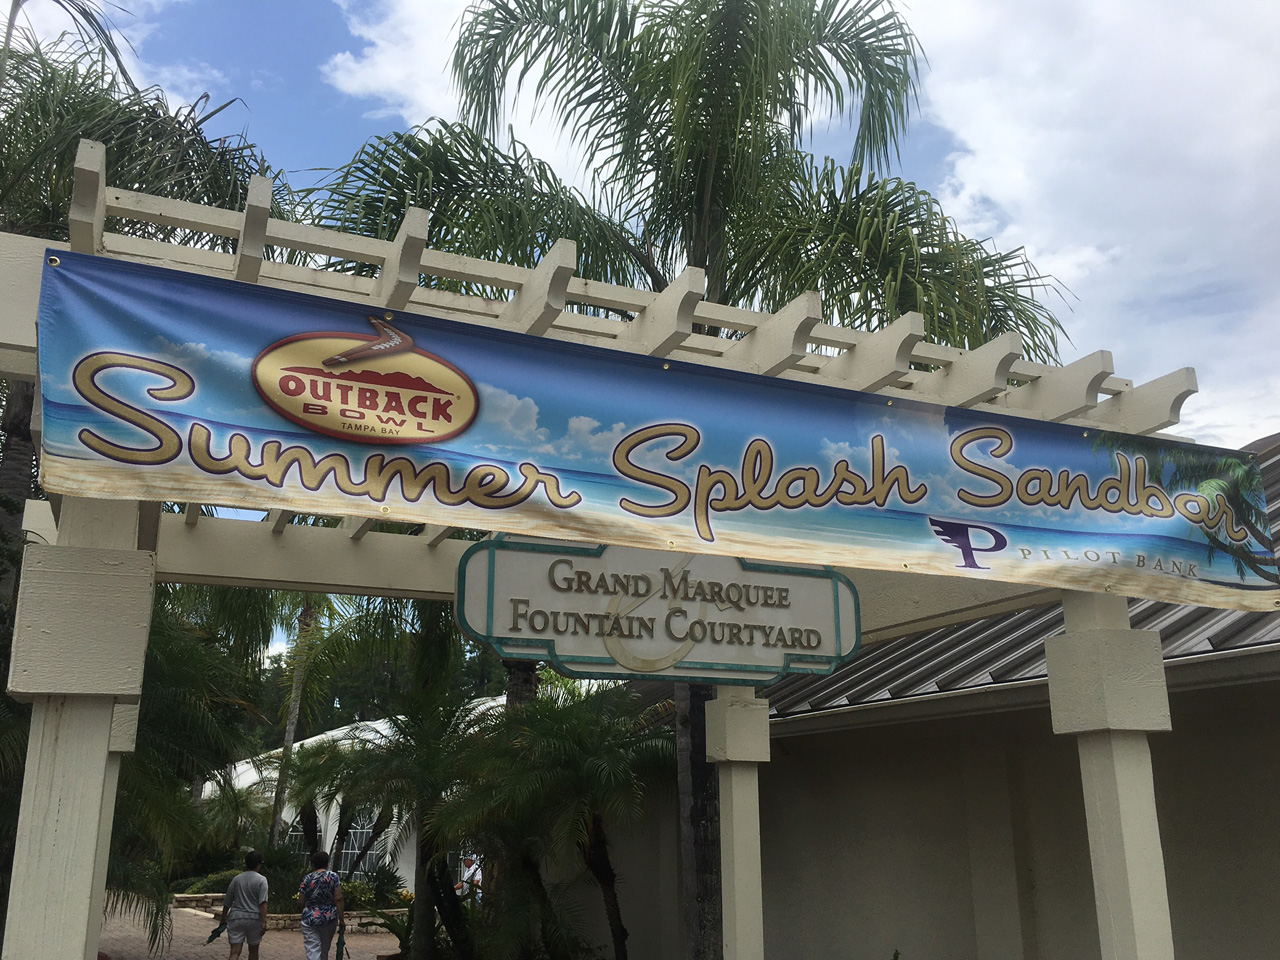 OUTBACK
BOWL
TAMPA BAY
Summer Splash Sandbar
P PILOT BANK
GRAND MARQUEE
FOUNTAIN COURTYARD